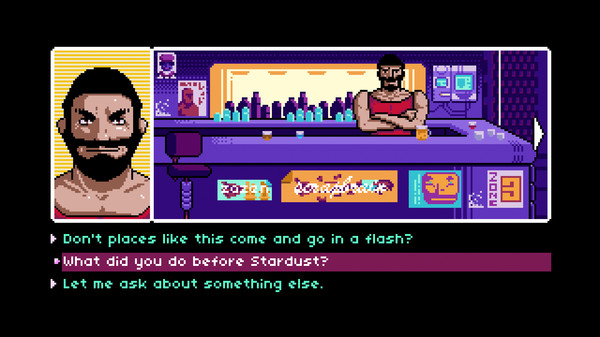 zazen
Don't places like this come and go in a flash?
What did you do before Stardust?
Let me ask about something else.